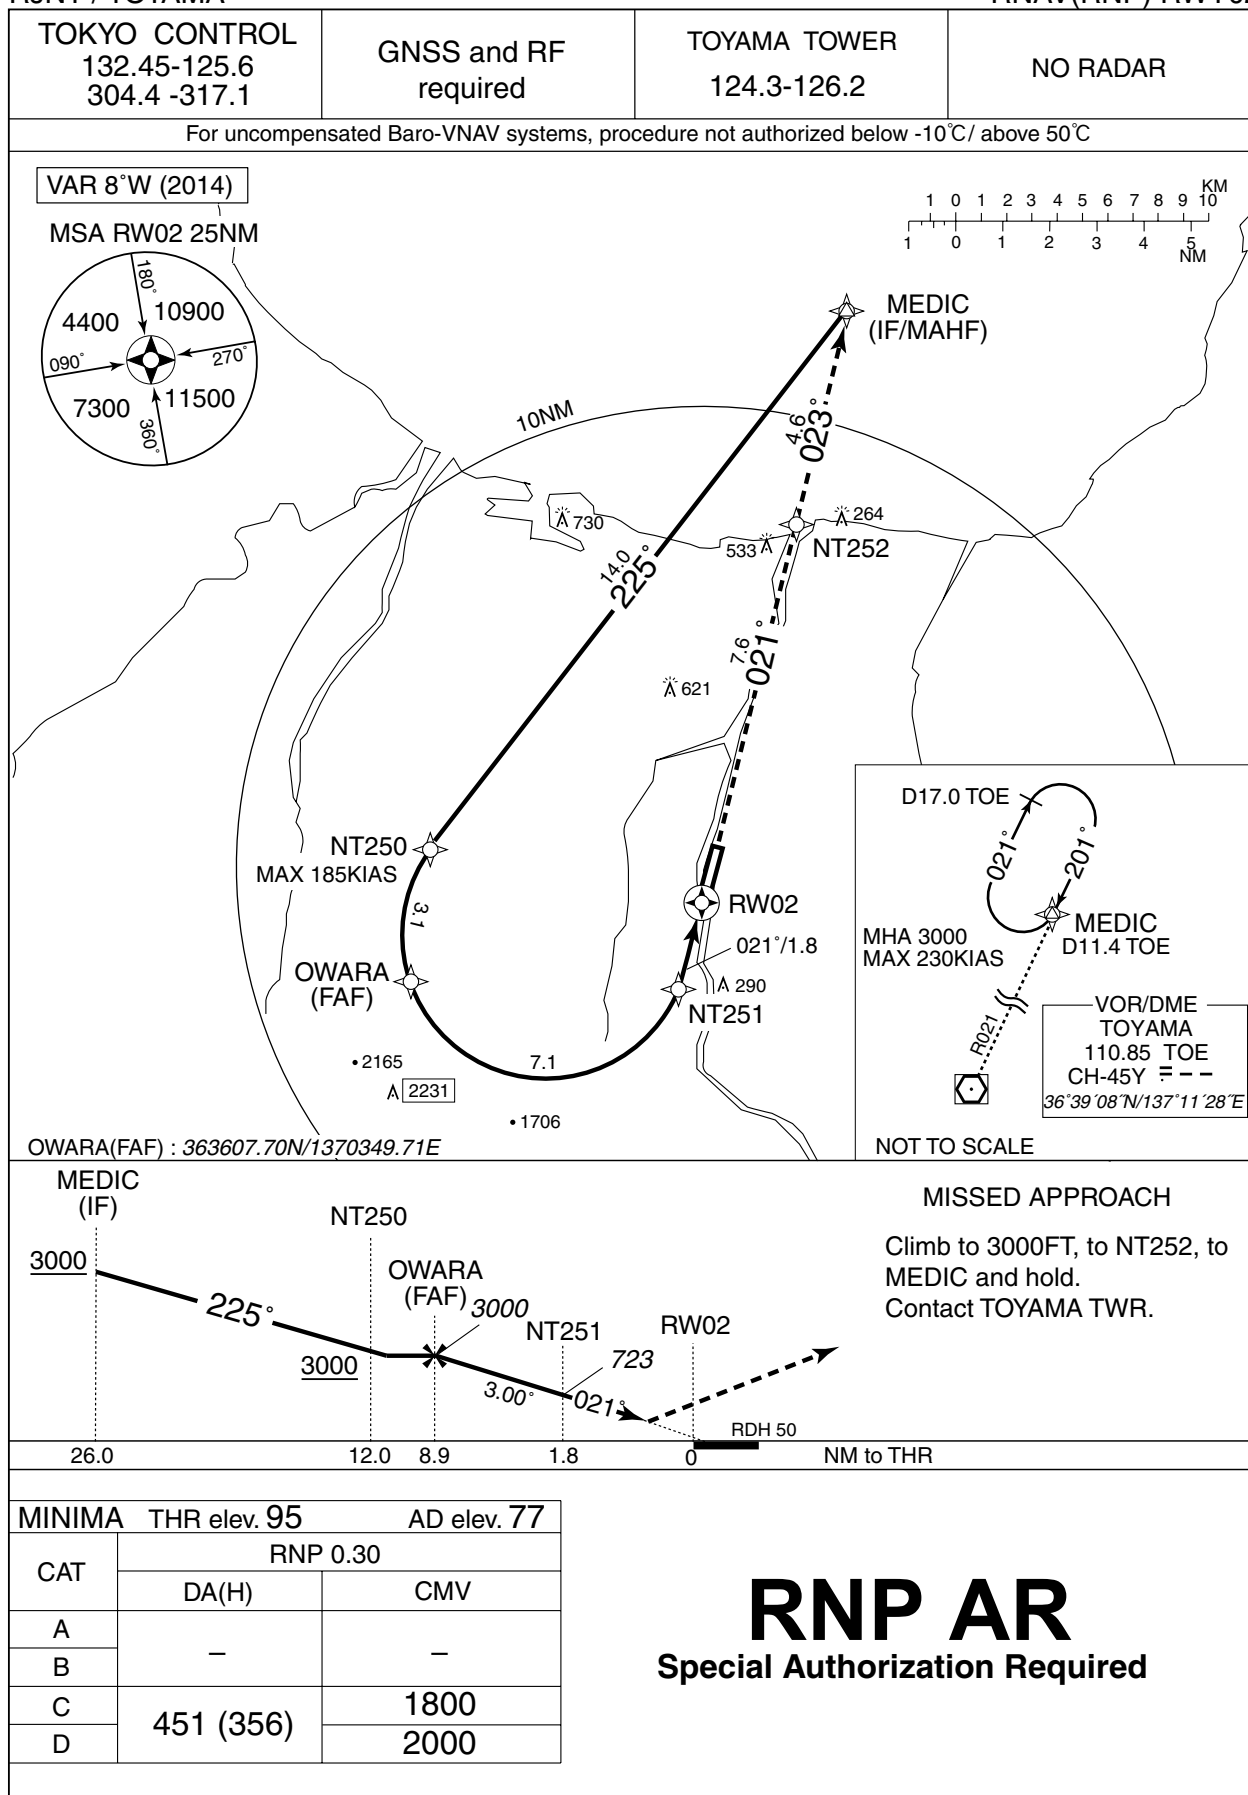 RJNT / TOYAMA
RNAV(RNP) RWY02
TOKYO CONTROL
132.45-125.6
304.4 -317.1
GNSS and RF
required
TOYAMA TOWER
124.3-126.2
NO RADAR
For uncompensated Baro-VNAV systems, procedure not authorized below -10℃/ above 50℃
VAR 8°W (2014)
MSA RW02 25NM
180°
4400
10900
090°
270°
7300
11500
360°
1 0 1 2 3 4 5 6 7 8 9 10
KM
1 0 1 2 3 4 5
NM
MEDIC
(IF/MAHF)
10NM
4.6
023°
730
264
533
NT252
14.0
225°
7.6
021°
621
NT250
MAX 185KIAS
3.1
RW02
021°/1.8
OWARA
(FAF)
290
NT251
7.1
2165
2231
1706
OWARA(FAF) : 363607.70N/1370349.71E
D17.0 TOE
021°
201°
MEDIC
D11.4 TOE
MHA 3000
MAX 230KIAS
R021
VOR/DME
TOYAMA
110.85 TOE
CH-45Y
36°39′08″N/137°11′28″E
NOT TO SCALE
MEDIC
(IF)
NT250
3000
225°
OWARA
(FAF)
3000
NT251
RW02
3000
723
3.00°
021°
RDH 50
26.0 12.0 8.9 1.8 0 NM to THR
MISSED APPROACH
Climb to 3000FT, to NT252, to
MEDIC and hold.
Contact TOYAMA TWR.
MINIMA THR elev. 95 AD elev. 77
CAT
RNP 0.30
DA(H) CMV
A
– –
B
C
451 (356)
1800
D
2000
RNP AR
Special Authorization Required